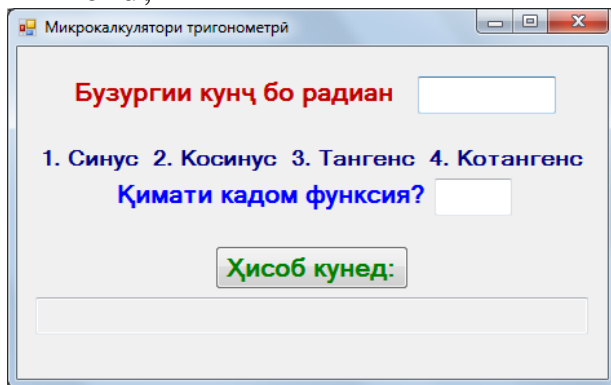 Микрокалкулятори тригонометрӣ
Бузургии кунҷ бо радиан
1. Синус 2. Косинус 3. Тангенс 4. Котангенс
Қимати кадом функсия?
Ҳисоб кунед: